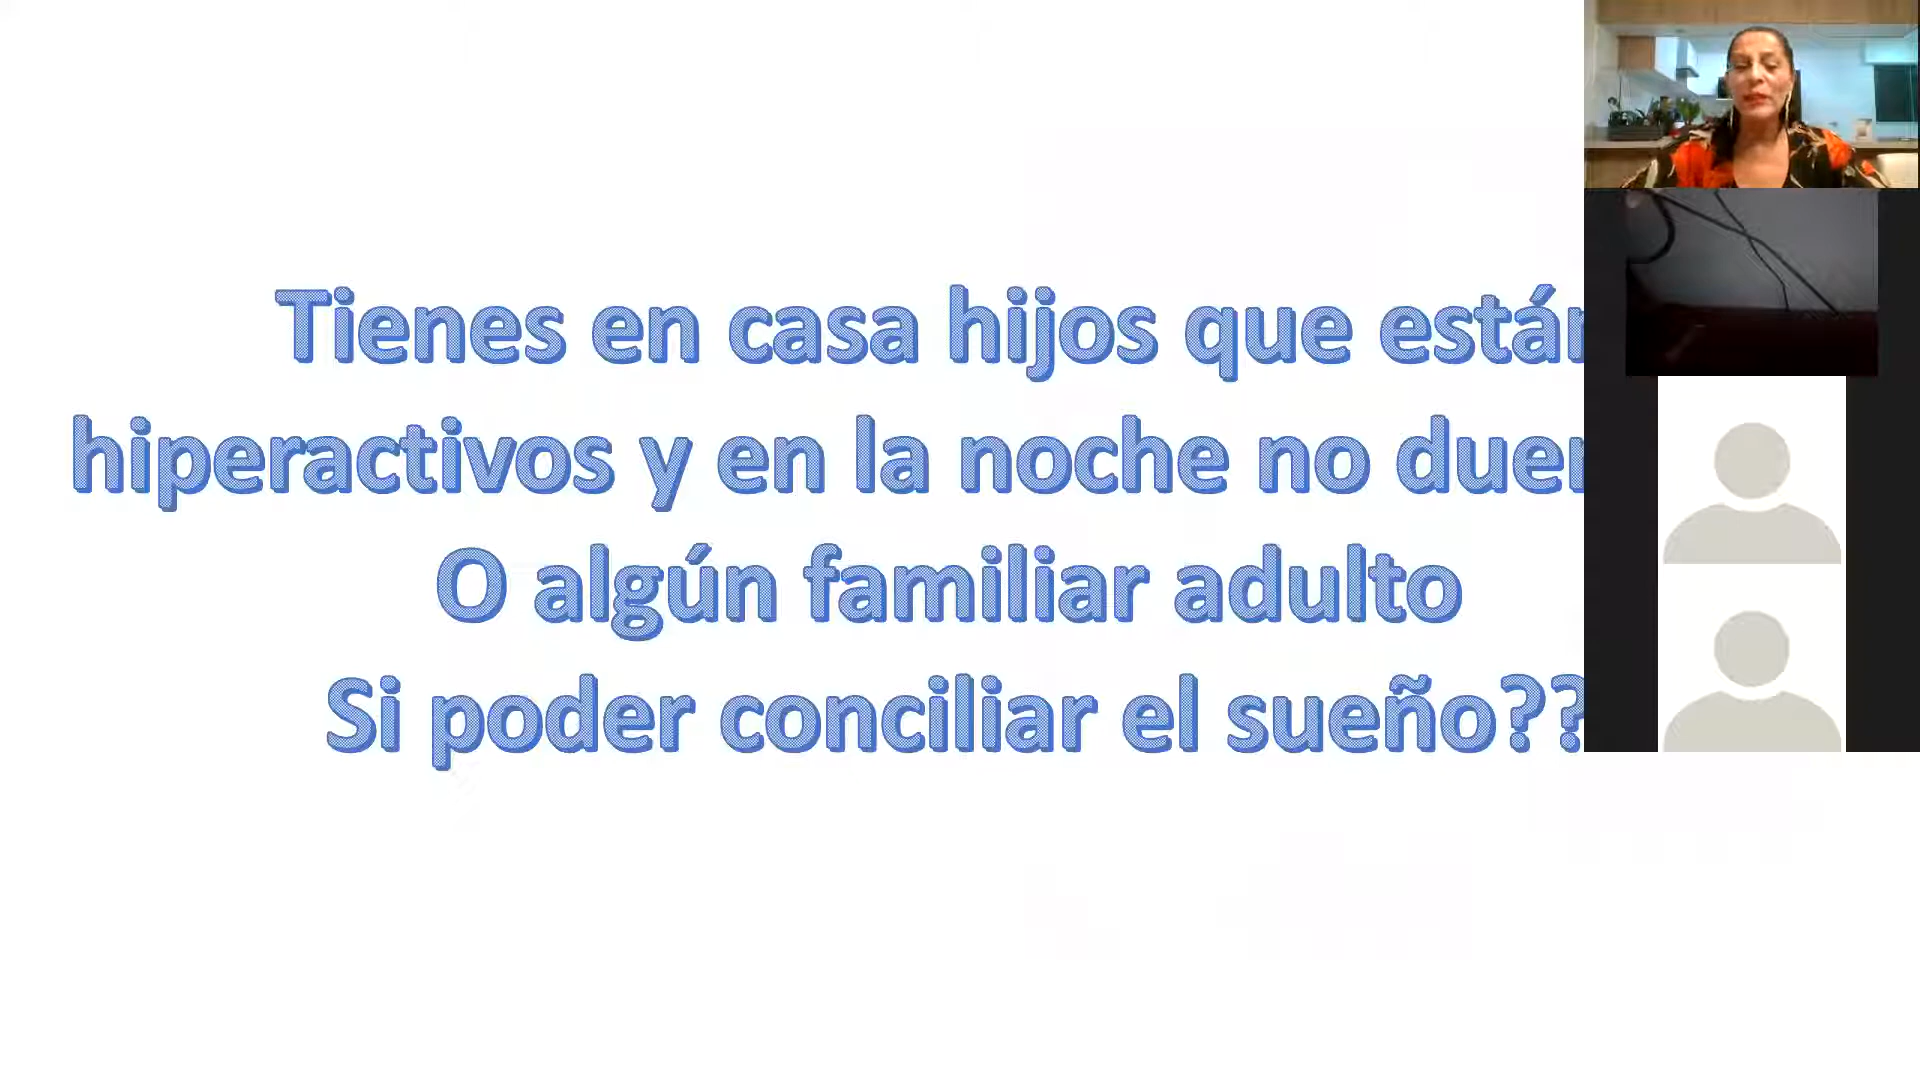 Tienes en casa hijos que están
hiperactivos y en la noche no
O algún familiar adulto
Si poder conciliar el sueño??